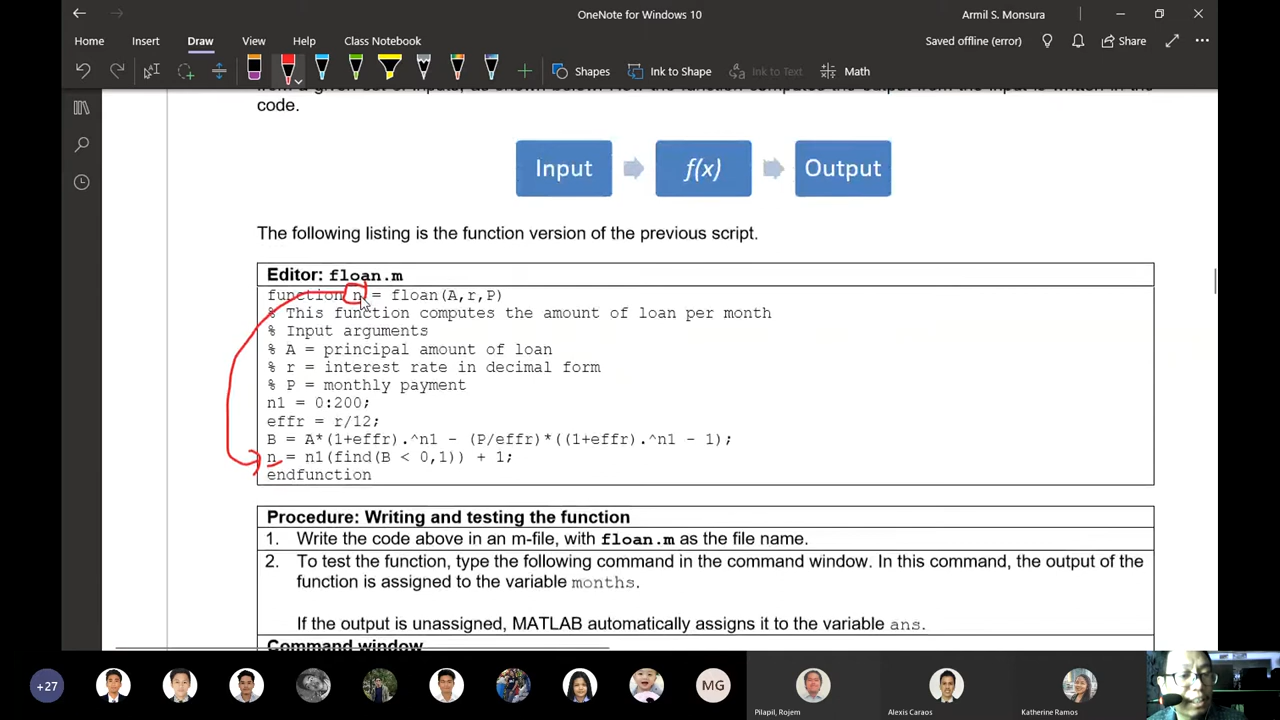 OneNote for Windows 10
Armil S. Monsura
Home Insert Draw View Help Class Notebook
Saved offline (error)
Share
Shapes
Ink to Shape
Ink to Text
Math
code.
Input
f(x)
Output
The following listing is the function version of the previous script.
Editor: floan.m
function n = floan(A,r,P)
% This function computes the amount of loan per month
% Input arguments
% A = principal amount of loan
% r = interest rate in decimal form
% P = monthly payment
n1 = 0:200;
effr = r/12;
B = A*(1+effr).^n1 - (P/effr)*((1+effr).^n1 - 1);
n = n1(find(B < 0,1)) + 1;
endfunction
Procedure: Writing and testing the function
1. Write the code above in an m-file, with floan.m as the file name.
2. To test the function, type the following command in the command window. In this command, the output of the
function is assigned to the variable months.
If the output is unassigned, MATLAB automatically assigns it to the variable ans.
Command window
+27
MG
Pilapil, Rojem
Alexis Caraos
Katherine Ramos